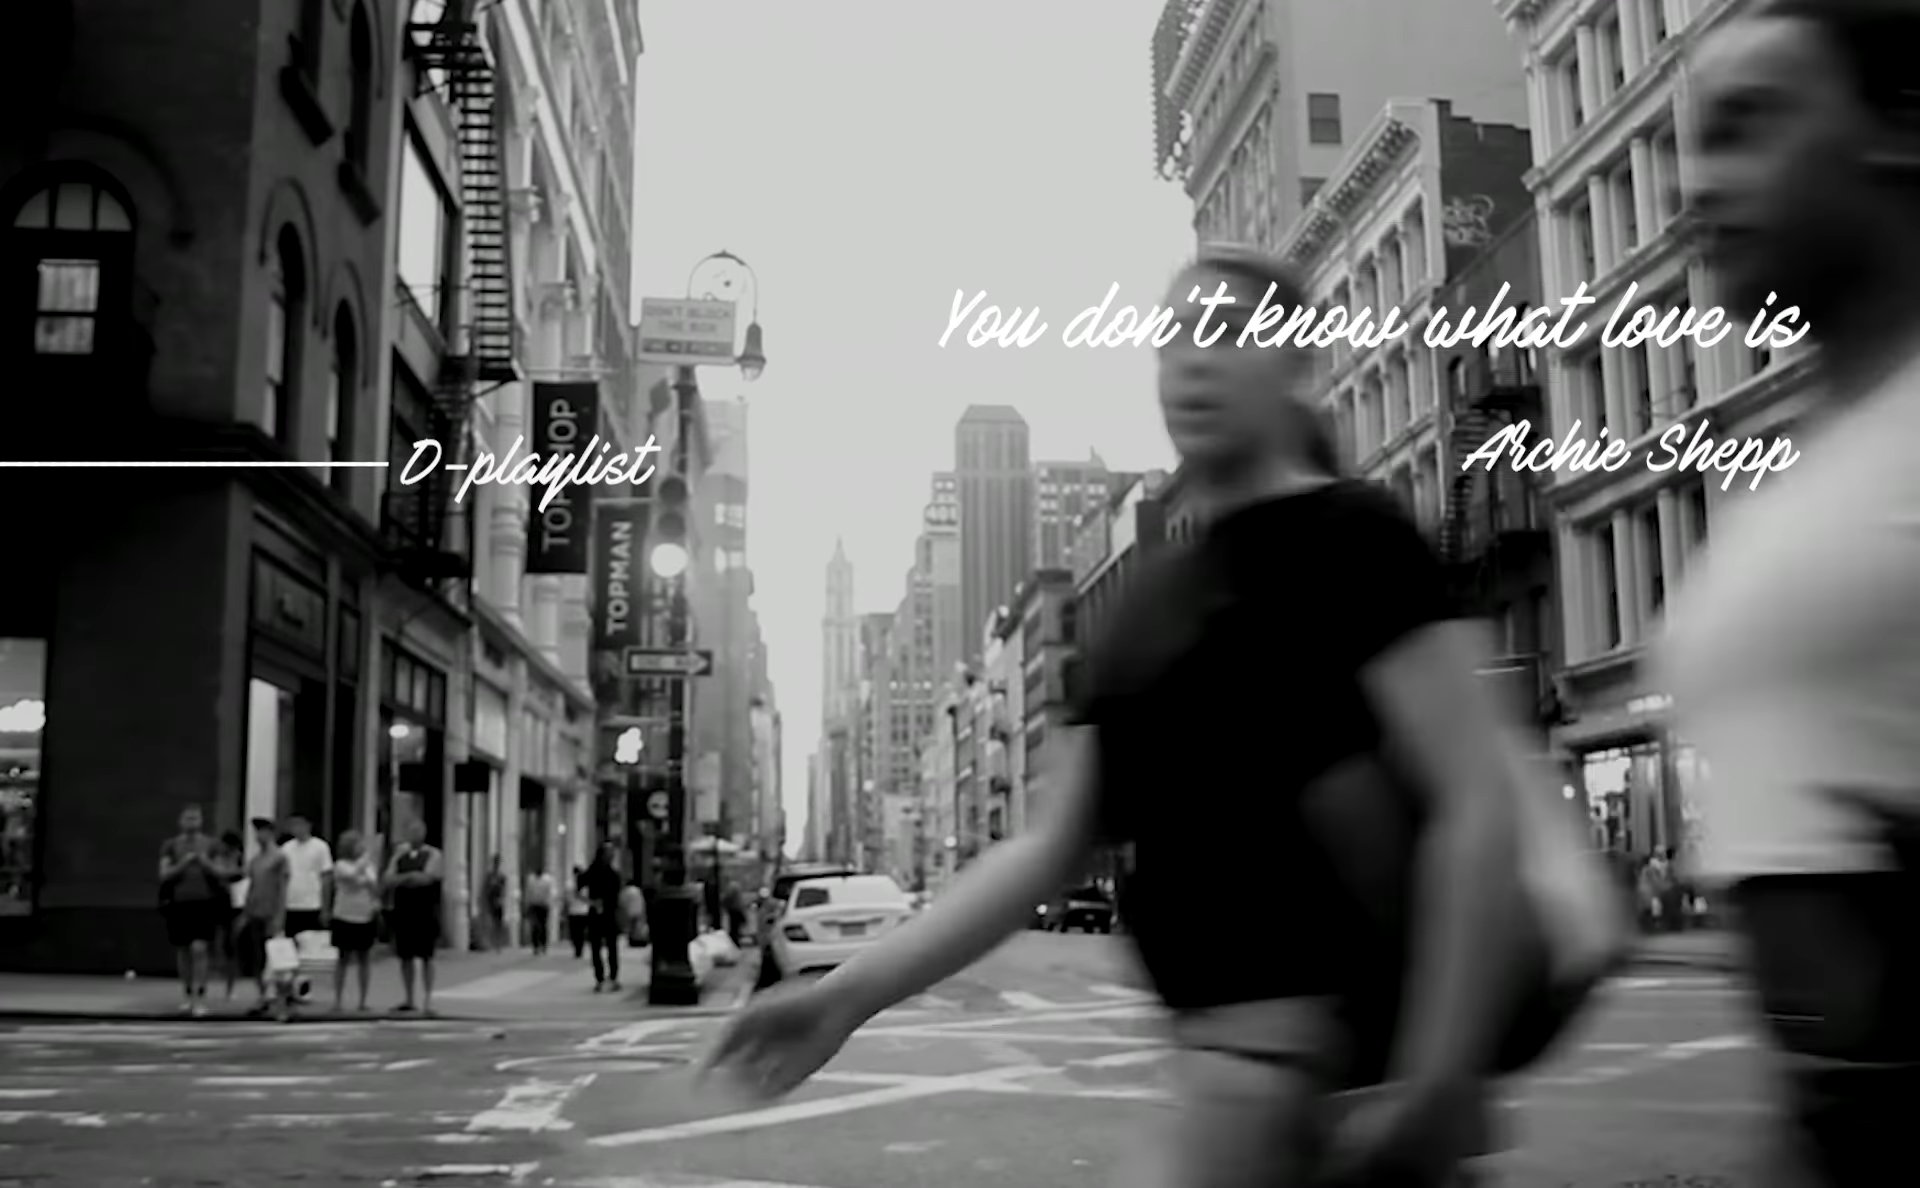 You don't know what love is
Archie Shepp
D-playlist
DON'T BLOCK
THE BOX
TOPSHOP
TOPMAN